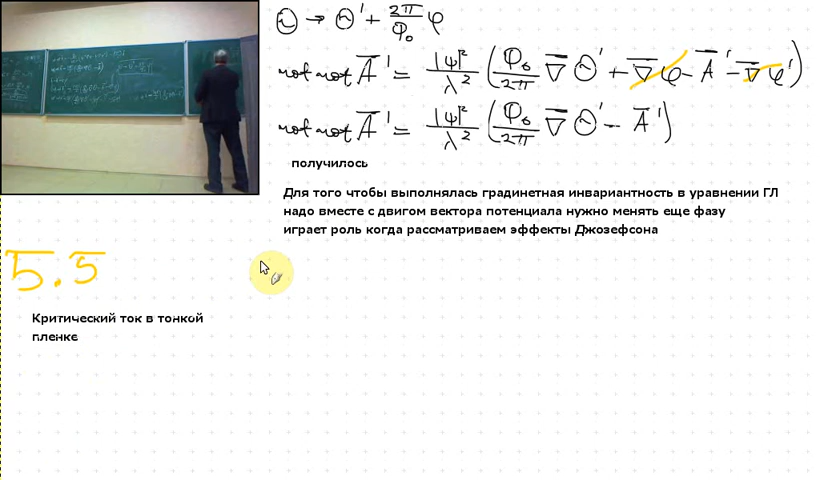 Θ → Θ' + 2π/Φ₀ φ
rot rot A̅' = |ψ|²/λ² (Φ₀/2π ∇̅ Θ' + ∇̅ φ - A̅' - ∇̅ φ')
rot rot A̅' = |ψ|²/λ² (Φ₀/2π ∇̅ Θ' - A̅')
получилось
Для того чтобы выполнялась градинетная инвариантность в уравнении ГЛ
надо вместе с двигом вектора потенциала нужно менять еще фазу
играет роль когда рассматриваем эффекты Джозефсона
5.5
Критический ток в тонкой
пленке